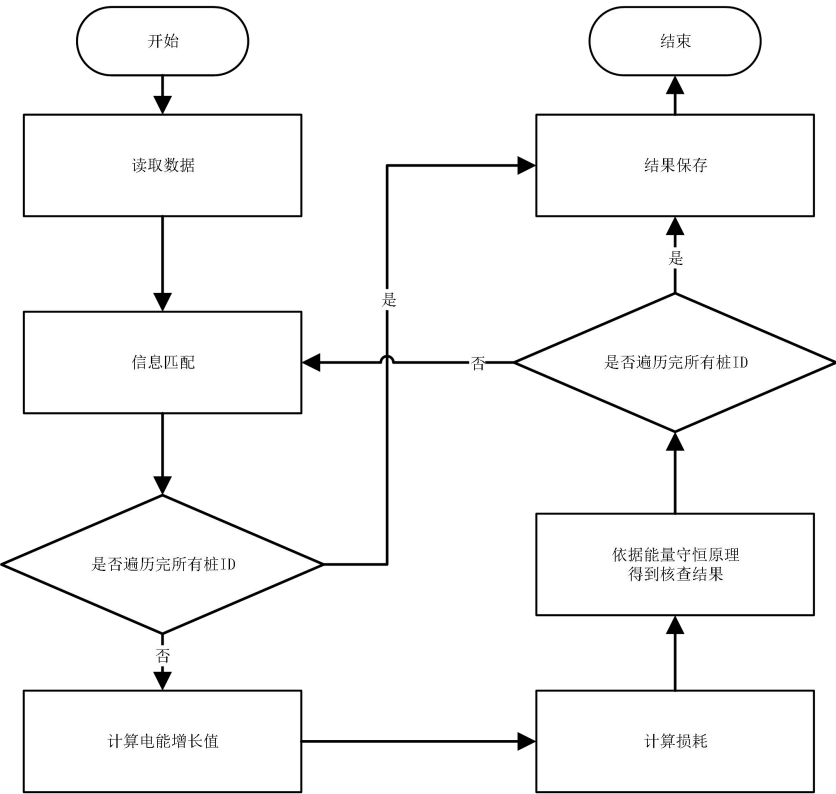 开始
读取数据
信息匹配
是否遍历完所有桩ID
否
计算电能增长值
计算损耗
依据能量守恒原理
得到核查结果
是否遍历完所有桩ID
否
是
是
结果保存
结束